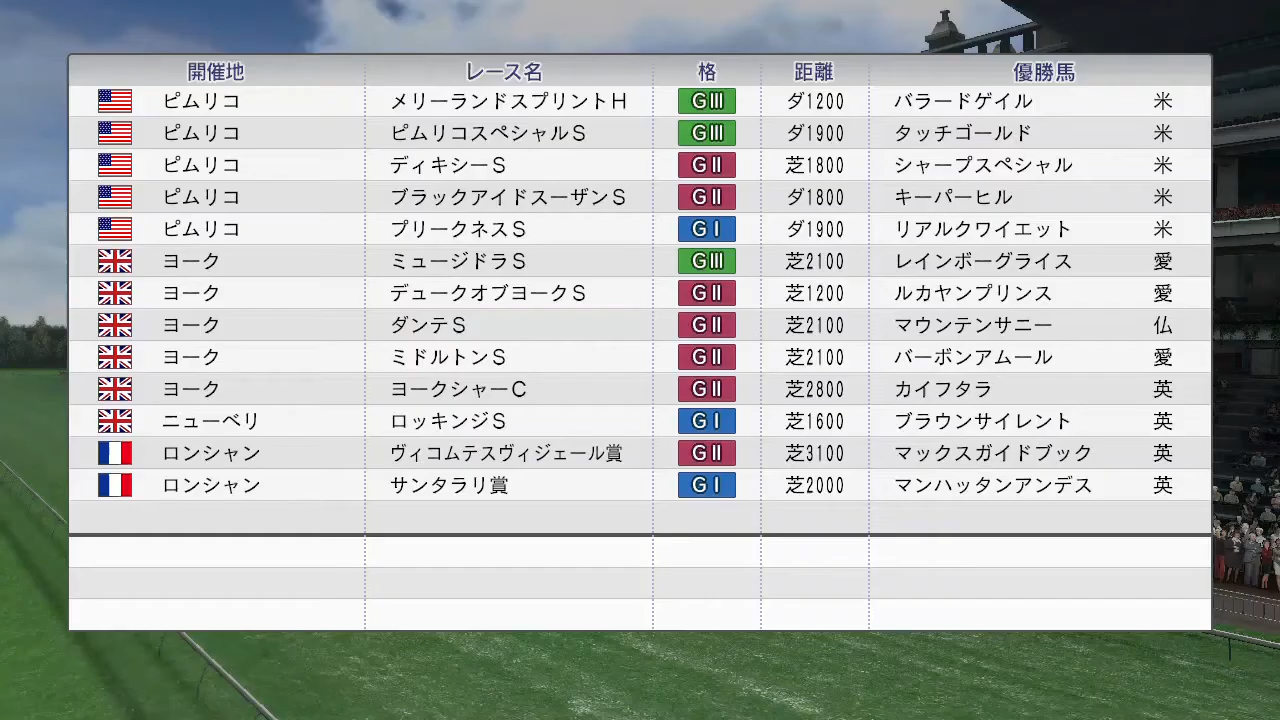 開催地 レース名 格 距離 優勝馬
ピムリコ メリーランドスプリントH GIII ダ1200 バラードゲイル 米
ピムリコ ピムリコスペシャルS GIII ダ1900 タッチゴールド 米
ピムリコ ディキシーS GII 芝1800 シャープスペシャル 米
ピムリコ ブラックアイドスーザンS GII ダ1800 キーパーヒル 米
ピムリコ プリークネスS GI ダ1900 リアルクワイエット 米
ヨーク ミュージドラS GIII 芝2100 レインボーグライス 愛
ヨーク デュークオブヨークS GII 芝1200 ルカヤンプリンス 愛
ヨーク ダンテS GII 芝2100 マウンテンサニー 仏
ヨーク ミドルトンS GII 芝2100 バーボンアムール 愛
ヨーク ヨークシャーC GII 芝2800 カイフタラ 英
ニューベリ ロッキンジS GI 芝1600 ブラウンサイレント 英
ロンシャン ヴィコムテスヴィジェール賞 GII 芝3100 マックスガイドブック 英
ロンシャン サンタラリ賞 GI 芝2000 マンハッタンアンデス 英